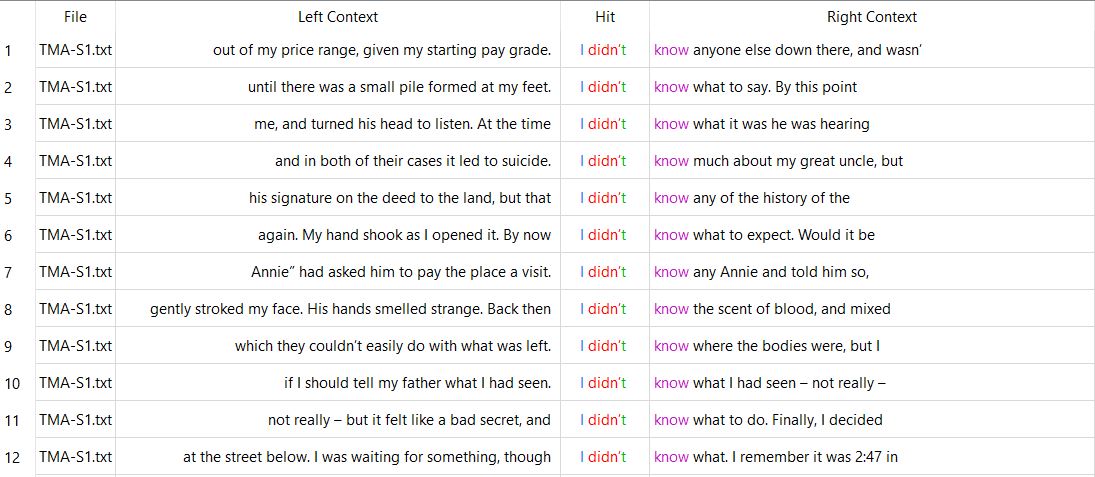 File Left Context Hit Right Context
1 TMA-S1.txt out of my price range, given my starting pay grade. I didn’t know anyone else down there, and wasn’
2 TMA-S1.txt until there was a small pile formed at my feet. I didn’t know what to say. By this point
3 TMA-S1.txt me, and turned his head to listen. At the time I didn’t know what it was he was hearing
4 TMA-S1.txt and in both of their cases it led to suicide. I didn’t know much about my great uncle, but
5 TMA-S1.txt his signature on the deed to the land, but that I didn’t know any of the history of the
6 TMA-S1.txt again. My hand shook as I opened it. By now I didn’t know what to expect. Would it be
7 TMA-S1.txt Annie” had asked him to pay the place a visit. I didn’t know any Annie and told him so,
8 TMA-S1.txt gently stroked my face. His hands smelled strange. Back then I didn’t know the scent of blood, and mixed
9 TMA-S1.txt which they couldn’t easily do with what was left. I didn’t know where the bodies were, but I
10 TMA-S1.txt if I should tell my father what I had seen. I didn’t know what I had seen – not really –
11 TMA-S1.txt not really – but it felt like a bad secret, and I didn’t know what to do. Finally, I decided
12 TMA-S1.txt at the street below. I was waiting for something, though I didn’t know what. I remember it was 2:47 in